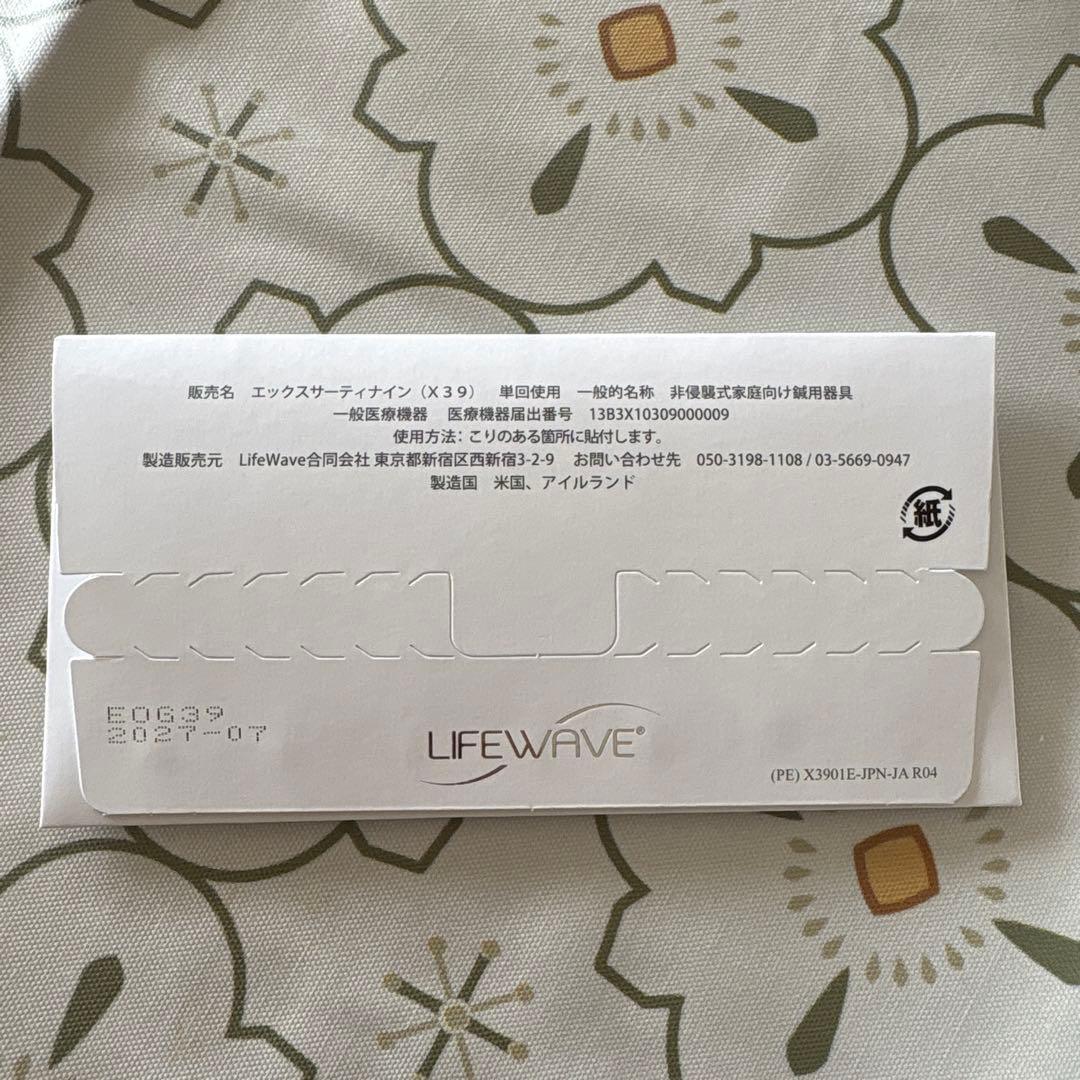 販売名　エックスサーティナイン（X３９）　単回使用　一般的名称　非侵襲式家庭向け鍼用器具
一般医療機器　医療機器届出番号　13B3X10309000009
使用方法：こりのある箇所に貼付します。
製造販売元　LifeWave合同会社 東京都新宿区西新宿3-2-9　お問い合わせ先　050-3198-1108 / 03-5669-0947
製造国　米国、アイルランド
紙
E0G39
2027-07
LIFEWAVE®
(PE) X3901E-JPN-JA R04